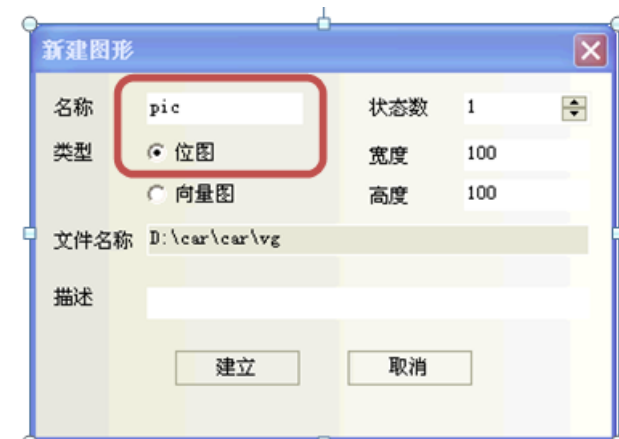 新建图形
名称 pic 状态数 1
类型 位图 宽度 100
向量图 高度 100
文件名称 D:\car\car\vg
描述
建立 取消